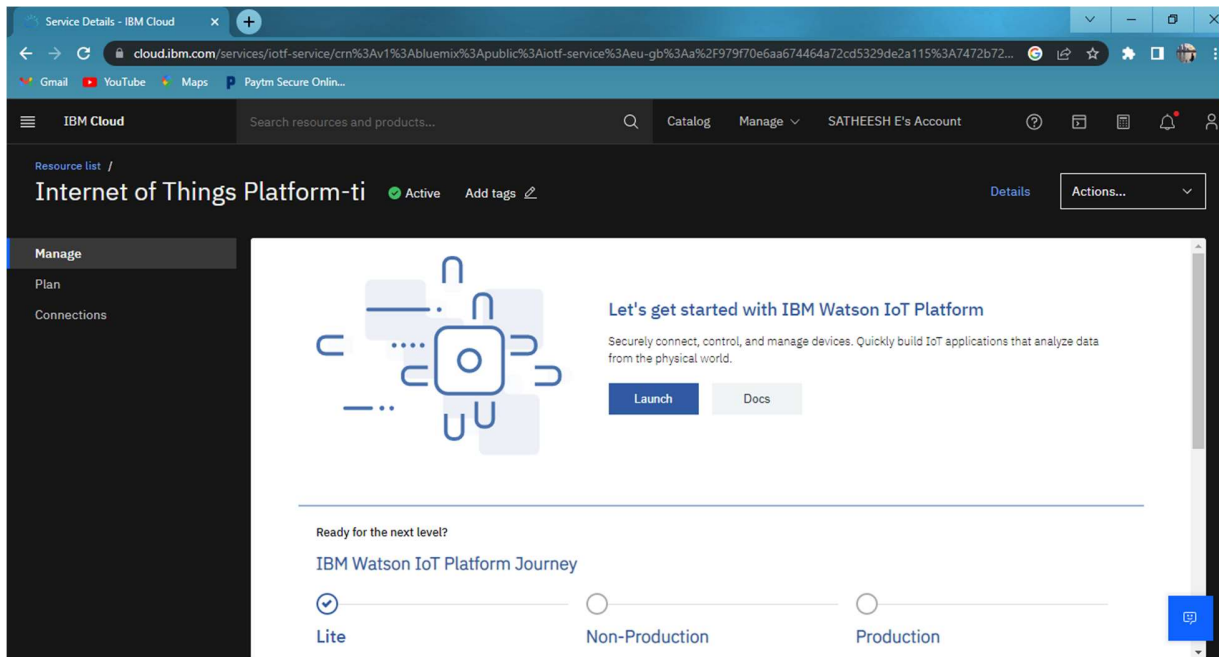 Service Details - IBM Cloud
cloud.ibm.com/services/iotf-service/crn%3Av1%3Abluemix%3Apublic%3Aiotf-service%3Aeu-gb%3Aa%2F979f70e6aa674464a72cd5329de2a115%3A7472b72...
Gmail YouTube Maps Paytm Secure Onlin...
IBM Cloud Search resources and products... Catalog Manage SATHEESH E's Account
Resource list /
Internet of Things Platform-ti Active Add tags Details Actions...
Manage
Plan
Connections
Let's get started with IBM Watson IoT Platform
Securely connect, control, and manage devices. Quickly build IoT applications that analyze data
from the physical world.
Launch Docs
Ready for the next level?
IBM Watson IoT Platform Journey
Lite Non-Production Production